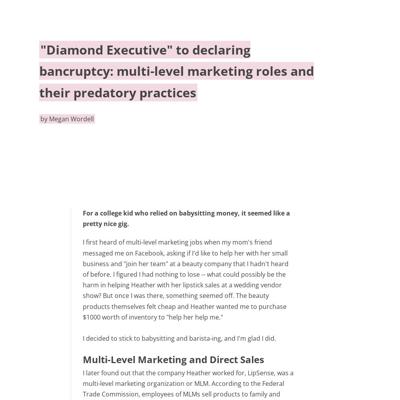 "Diamond Executive" to declaring
bankruptcy: multi-level marketing roles and
their predatory practices
by Megan Wordell
For a college kid who relied on babysitting money, it seemed like a
pretty nice gig.
I first heard of multi-level marketing jobs when my mom's friend
messaged me on Facebook, asking if I'd like to help her with her small
business and "join her team" at a beauty company that I hadn't heard
of before. I figured I had nothing to lose -- what could possibly be the
harm in helping Heather with her lipstick sales at a wedding vendor
show? But once I was there, something seemed off. The beauty
products themselves felt cheap and Heather wanted me to purchase
$1000 worth of inventory to "help her help me."
I decided to stick to babysitting and barista-ing, and I'm glad I did.
Multi-Level Marketing and Direct Sales
I later found out that the company Heather worked for, LipSense, was a
multi-level marketing organization or MLM. According to the Federal
Trade Commission, employees of MLMs sell products to family and